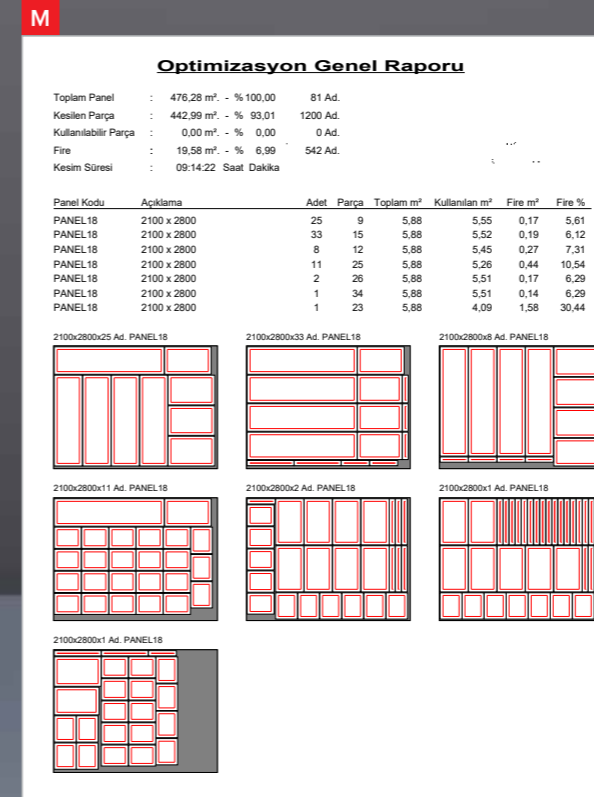 M
Optimizasyon Genel Raporu
Toplam Panel : 476,28 m². - % 100,00 81 Ad.
Kesilen Parça : 442,99 m². - % 93,01 1200 Ad.
Kullanılabilir Parça : 0,00 m². - % 0,00 0 Ad.
Fire : 19,58 m². - % 6,99 542 Ad.
Kesim Süresi : 09:14:22 Saat Dakika
Panel Kodu Açıklama Adet Parça Toplam m² Kullanılan m² Fire m² Fire %
PANEL18 2100 x 2800 25 9 5,88 5,55 0,17 5,61
PANEL18 2100 x 2800 33 15 5,88 5,52 0,19 6,12
PANEL18 2100 x 2800 8 12 5,88 5,45 0,27 7,31
PANEL18 2100 x 2800 11 25 5,88 5,26 0,44 10,54
PANEL18 2100 x 2800 2 26 5,88 5,51 0,17 6,29
PANEL18 2100 x 2800 1 34 5,88 5,51 0,14 6,29
PANEL18 2100 x 2800 1 23 5,88 4,09 1,58 30,44
2100x2800x25 Ad. PANEL18 2100x2800x33 Ad. PANEL18 2100x2800x8 Ad. PANEL18
2100x2800x11 Ad. PANEL18 2100x2800x2 Ad. PANEL18 2100x2800x1 Ad. PANEL18
2100x2800x1 Ad. PANEL18